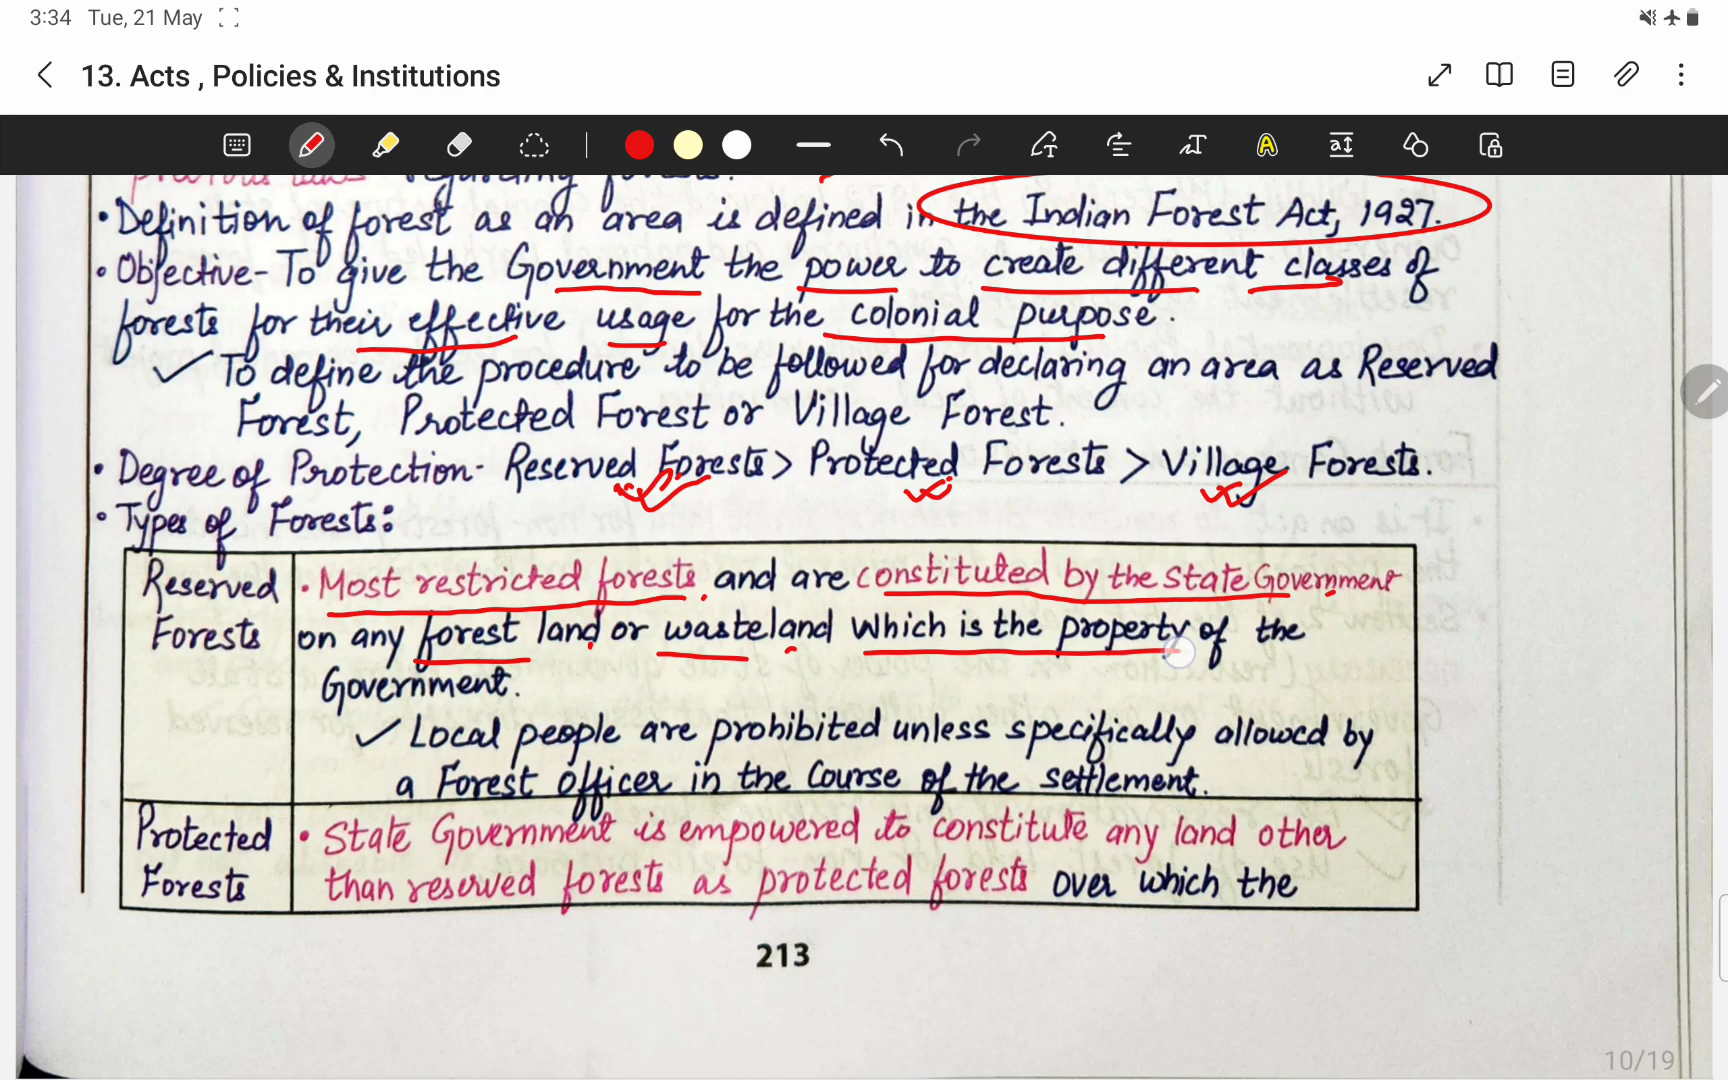 3:34 Tue, 21 May
13. Acts , Policies & Institutions
previous laws regarding forests.
•Definition of forest as an area is defined in the Indian Forest Act, 1927.
• Objective- To give the Government the power to create different classes of
forests for their effective usage for the colonial purpose.
✓ To define the procedure to be followed for declaring an area as Reserved
Forest, Protected Forest or Village Forest.
• Degree of Protection- Reserved Forests > Protected Forests > Village Forests.
• Types of Forests:
Reserved Forests
• Most restricted forests and are constituted by the State Government
on any forest land or wasteland which is the property of the
Government.
✓ Local people are prohibited unless specifically allowed by
a Forest Officer in the Course of the settlement.
Protected Forests
• State Government is empowered to constitute any land other
than reserved forests as protected forests over which the
213
10/19